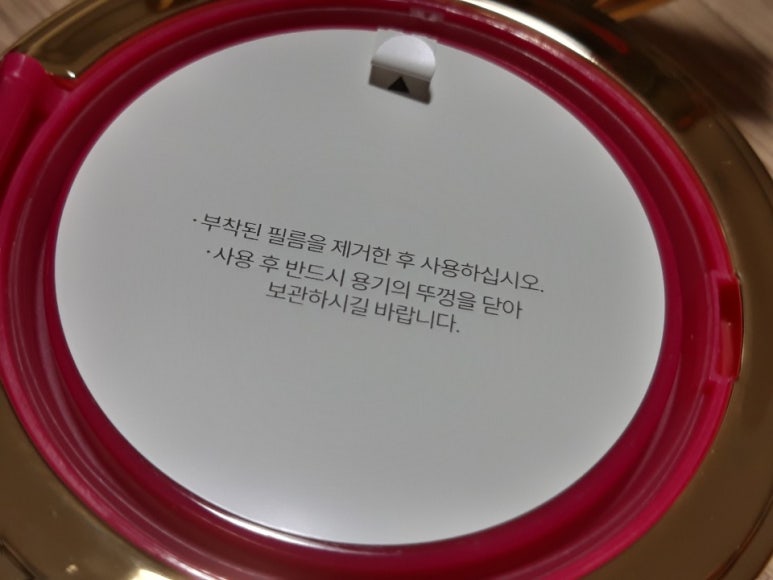 · 부착된 필름을 제거한 후 사용하십시오.
· 사용 후 반드시 용기의 뚜껑을 닫아
보관하시길 바랍니다.